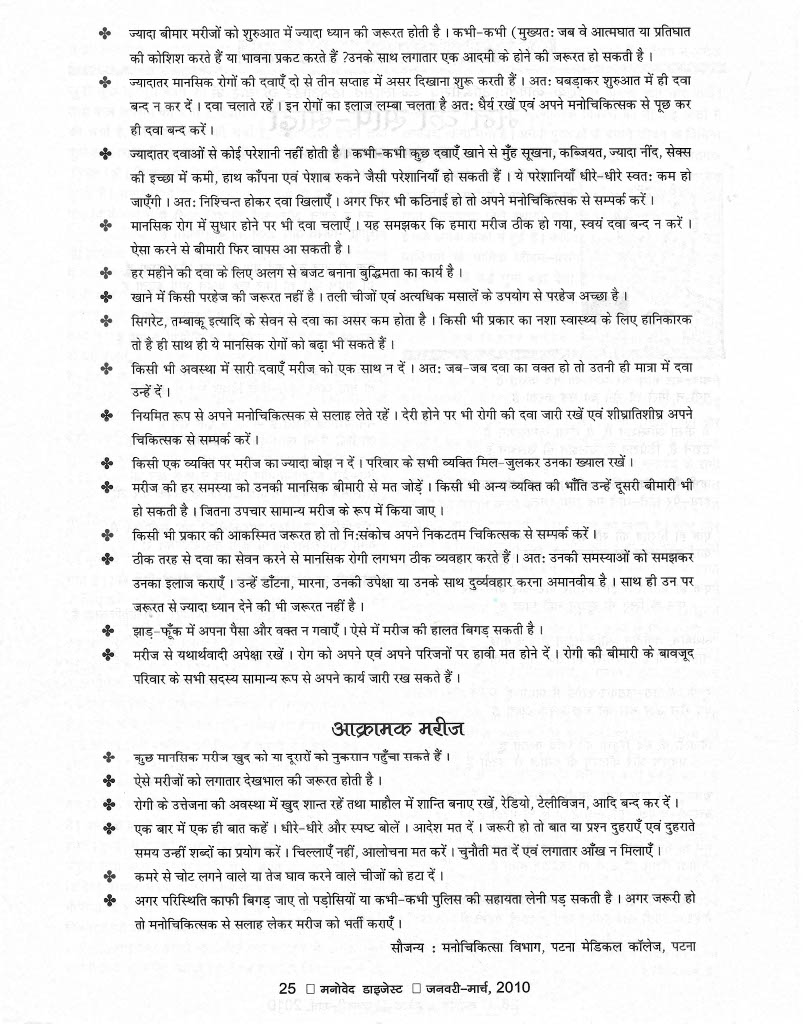 ✤ ज्यादा बीमार मरीजों को शुरुआत में ज्यादा ध्यान की जरूरत होती है । कभी-कभी (मुख्यत: जब वे आत्मघात या प्रतिघात
की कोशिश करते हैं या भावना प्रकट करते हैं ?उनके साथ लगातार एक आदमी के होने की जरूरत हो सकती है ।
✤ ज्यादातर मानसिक रोगों की दवाएँ दो से तीन सप्ताह में असर दिखाना शुरू करती हैं । अत: घबड़ाकर शुरुआत में ही दवा
बन्द न कर दें । दवा चलाते रहें । इन रोगों का इलाज लम्बा चलता है अत: धैर्य रखें एवं अपने मनोचिकित्सक से पूछ कर
ही दवा बन्द करें ।
✤ ज्यादातर दवाओं से कोई परेशानी नहीं होती है । कभी-कभी कुछ दवाएँ खाने से मुँह सूखना, कब्जियत, ज्यादा नींद, सेक्स
की इच्छा में कमी, हाथ काँपना एवं पेशाब रुकने जैसी परेशानियाँ हो सकती हैं । ये परेशानियाँ धीरे-धीरे स्वत: कम हो
जाएँगी । अत: निश्चिन्त होकर दवा खिलाएँ । अगर फिर भी कठिनाई हो तो अपने मनोचिकित्सक से सम्पर्क करें ।
✤ मानसिक रोग में सुधार होने पर भी दवा चलाएँ । यह समझकर कि हमारा मरीज ठीक हो गया, स्वयं दवा बन्द न करें ।
ऐसा करने से बीमारी फिर वापस आ सकती है ।
✤ हर महीने की दवा के लिए अलग से बजट बनाना बुद्धिमता का कार्य है ।
✤ खाने में किसी परहेज की जरूरत नहीं है । तली चीजों एवं अत्यधिक मसालें के उपयोग से परहेज अच्छा है ।
✤ सिगरेट, तम्बाकू इत्यादि के सेवन से दवा का असर कम होता है । किसी भी प्रकार का नशा स्वास्थ्य के लिए हानिकारक
तो है ही साथ ही ये मानसिक रोगों को बढ़ा भी सकते हैं ।
✤ किसी भी अवस्था में सारी दवाएँ मरीज को एक साथ न दें । अत: जब-जब दवा का वक्त हो तो उतनी ही मात्रा में दवा
उन्हें दें ।
✤ नियमित रूप से अपने मनोचिकित्सक से सलाह लेते रहें । देरी होने पर भी रोगी की दवा जारी रखें एवं शीघ्रातिशीघ्र अपने
चिकित्सक से सम्पर्क करें ।
✤ किसी एक व्यक्ति पर मरीज का ज्यादा बोझ न दें । परिवार के सभी व्यक्ति मिल-जुलकर उनका ख्याल रखें ।
✤ मरीज की हर समस्या को उनकी मानसिक बीमारी से मत जोड़ें । किसी भी अन्य व्यक्ति की भाँति उन्हें दूसरी बीमारी भी
हो सकती है । जितना उपचार सामान्य मरीज के रूप में किया जाए ।
✤ किसी भी प्रकार की आकस्मित जरूरत हो तो नि:संकोच अपने निकटतम चिकित्सक से सम्पर्क करें ।
✤ ठीक तरह से दवा का सेवन करने से मानसिक रोगी लगभग ठीक व्यवहार करते हैं । अत: उनकी समस्याओं को समझकर
उनका इलाज कराएँ । उन्हें डाँटना, मारना, उनकी उपेक्षा या उनके साथ दुर्व्यवहार करना अमानवीय है । साथ ही उन पर
जरूरत से ज्यादा ध्यान देने की भी जरूरत नहीं है ।
✤ झाड़-फूँक में अपना पैसा और वक्त न गवाएँ । ऐसे में मरीज की हालत बिगड़ सकती है ।
✤ मरीज से यथार्थवादी अपेक्षा रखें । रोग को अपने एवं अपने परिजनों पर हावी मत होने दें । रोगी की बीमारी के बावजूद
परिवार के सभी सदस्य सामान्य रूप से अपने कार्य जारी रख सकते हैं ।
आक्रामक मरीज
✤ कुछ मानसिक मरीज खुद को या दूसरों को नुकसान पहुँचा सकते हैं ।
✤ ऐसे मरीजों को लगातार देखभाल की जरूरत होती है ।
✤ रोगी के उत्तेजना की अवस्था में खुद शान्त रहें तथा माहौल में शान्ति बनाए रखें, रेडियो, टेलीविजन, आदि बन्द कर दें ।
✤ एक बार में एक ही बात कहें । धीरे-धीरे और स्पष्ट बोलें । आदेश मत दें । जरूरी हो तो बात या प्रश्न दुहराएँ एवं दुहराते
समय उन्हीं शब्दों का प्रयोग करें । चिल्लाएँ नहीं, आलोचना मत करें । चुनौती मत दें एवं लगातार आँख न मिलाएँ ।
✤ कमरे से चोट लगने वाले या तेज घाव करने वाले चीजों को हटा दें ।
✤ अगर परिस्थिति काफी बिगड़ जाए तो पड़ोसियों या कभी-कभी पुलिस की सहायता लेनी पड़ सकती है । अगर जरूरी हो
तो मनोचिकित्सक से सलाह लेकर मरीज को भर्ती कराएँ ।
सौजन्य : मनोचिकित्सा विभाग, पटना मेडिकल कॉलेज, पटना
25 □ मनोवेद डाइजेस्ट □ जनवरी-मार्च, 2010